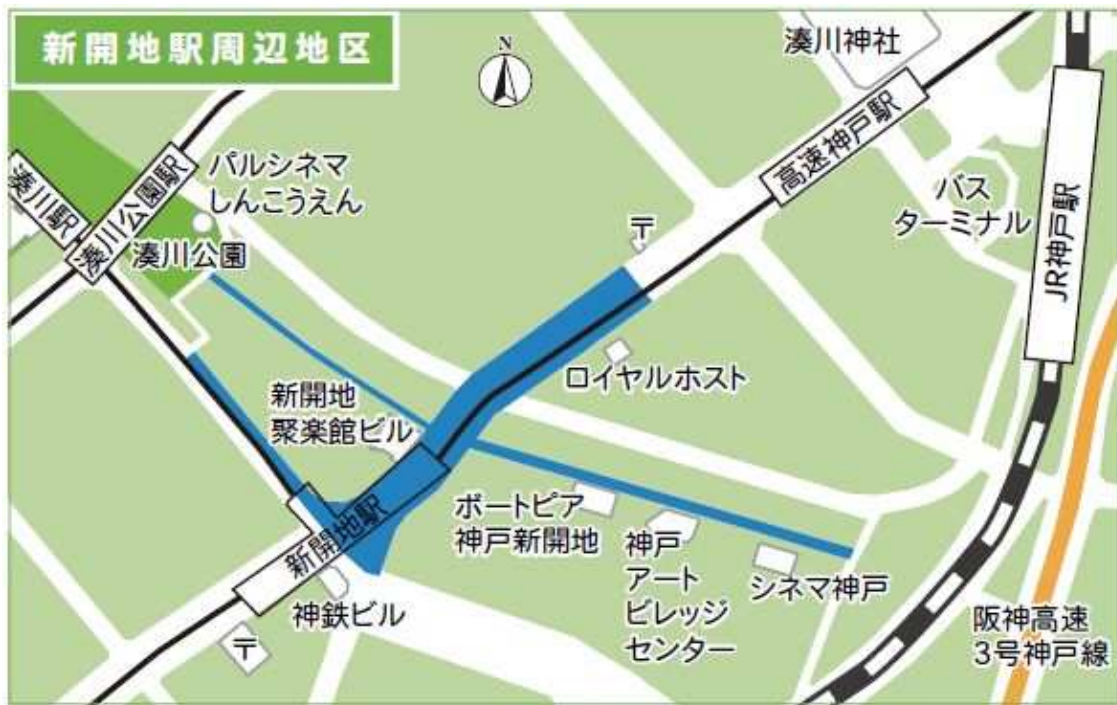 新開地駅周辺地区
N
湊川神社
高速神戸駅
バス
ターミナル
JR神戸駅
湊川駅
湊川公園駅
パルシネマ
しんこうえん
湊川公園
〒
ロイヤルホスト
新開地
聚楽館ビル
新開地駅
ボートピア
神戸新開地
神戸
アート
ビレッジ
センター
シネマ神戸
神鉄ビル
〒
阪神高速
3号神戸線